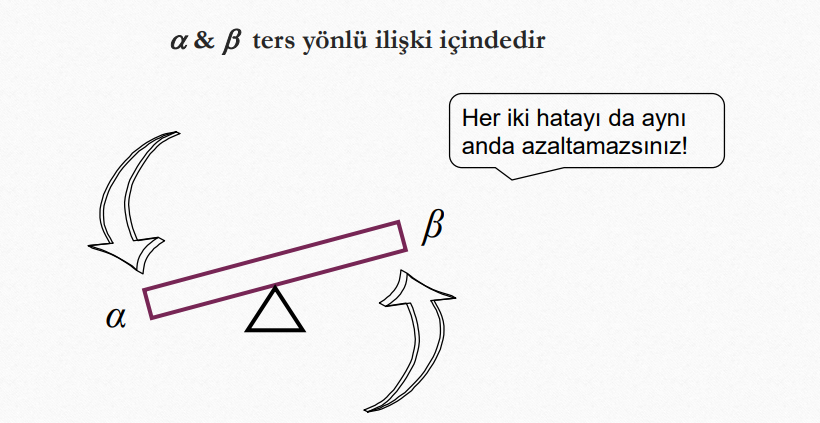 α & β ters yönlü ilişki içindedir
Her iki hatayı da aynı
anda azaltamazsınız!
β
α